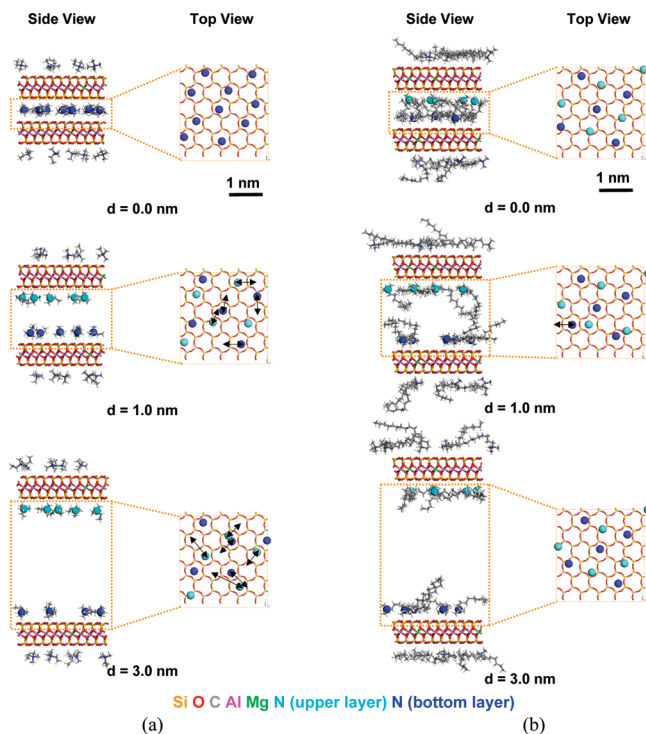 Side View Top View Side View Top View
1 nm 1 nm
d = 0.0 nm d = 0.0 nm
d = 1.0 nm d = 1.0 nm
d = 3.0 nm d = 3.0 nm
Si O C Al Mg N (upper layer) N (bottom layer)
(a) (b)